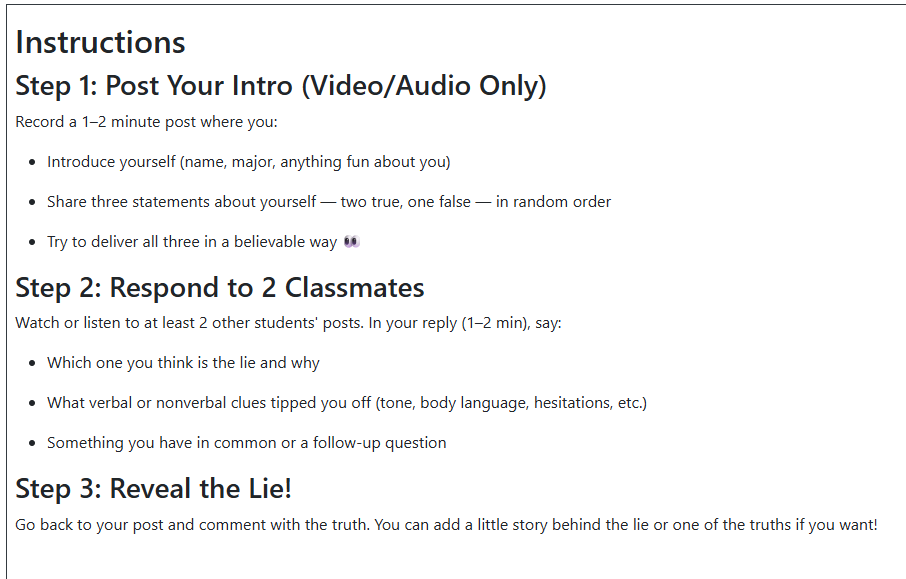 Instructions
Step 1: Post Your Intro (Video/Audio Only)
Record a 1–2 minute post where you:
• Introduce yourself (name, major, anything fun about you)
• Share three statements about yourself — two true, one false — in random order
• Try to deliver all three in a believable way 👀
Step 2: Respond to 2 Classmates
Watch or listen to at least 2 other students' posts. In your reply (1–2 min), say:
• Which one you think is the lie and why
• What verbal or nonverbal clues tipped you off (tone, body language, hesitations, etc.)
• Something you have in common or a follow-up question
Step 3: Reveal the Lie!
Go back to your post and comment with the truth. You can add a little story behind the lie or one of the truths if you want!